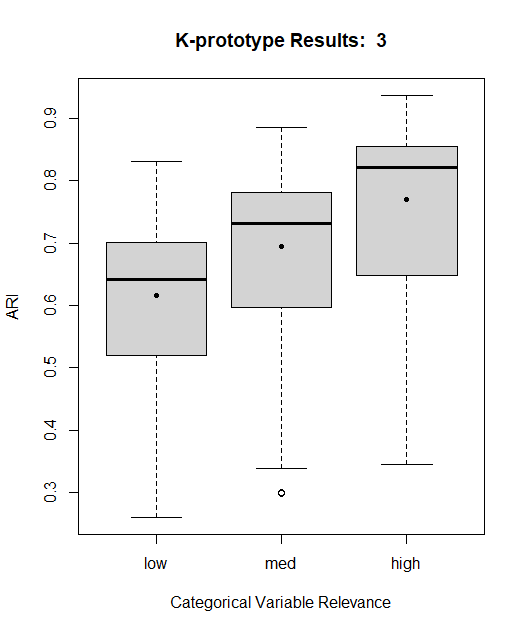 K-prototype Results:  3
ARI
0.9
0.8
0.7
0.6
0.5
0.4
0.3
low
med
high
Categorical Variable Relevance